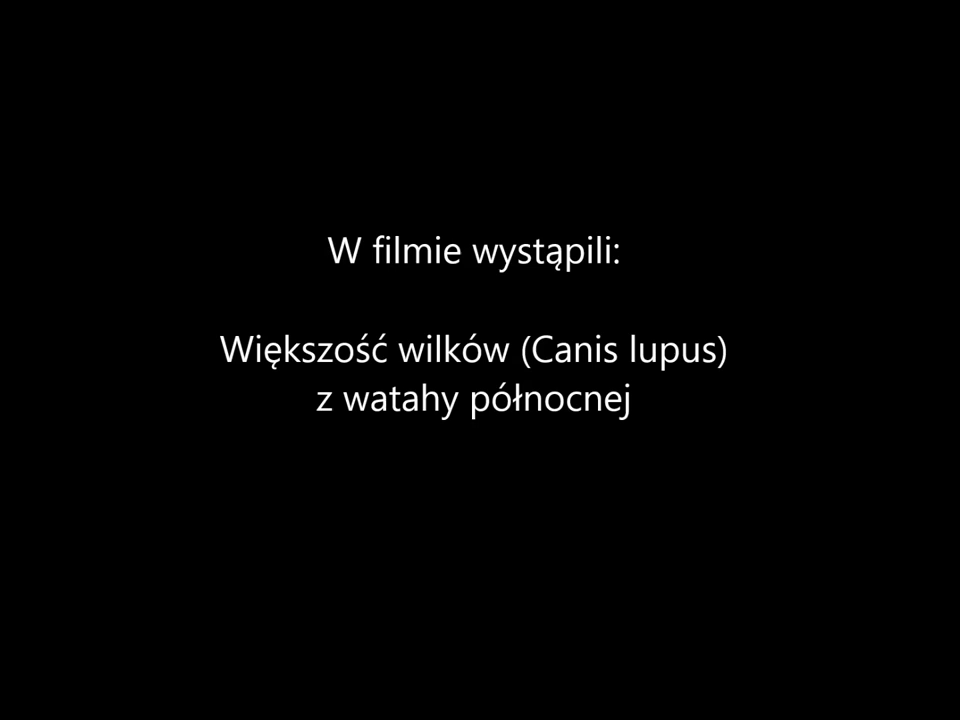 W filmie wystąpili:
Większość wilków (Canis lupus)
z watahy północnej